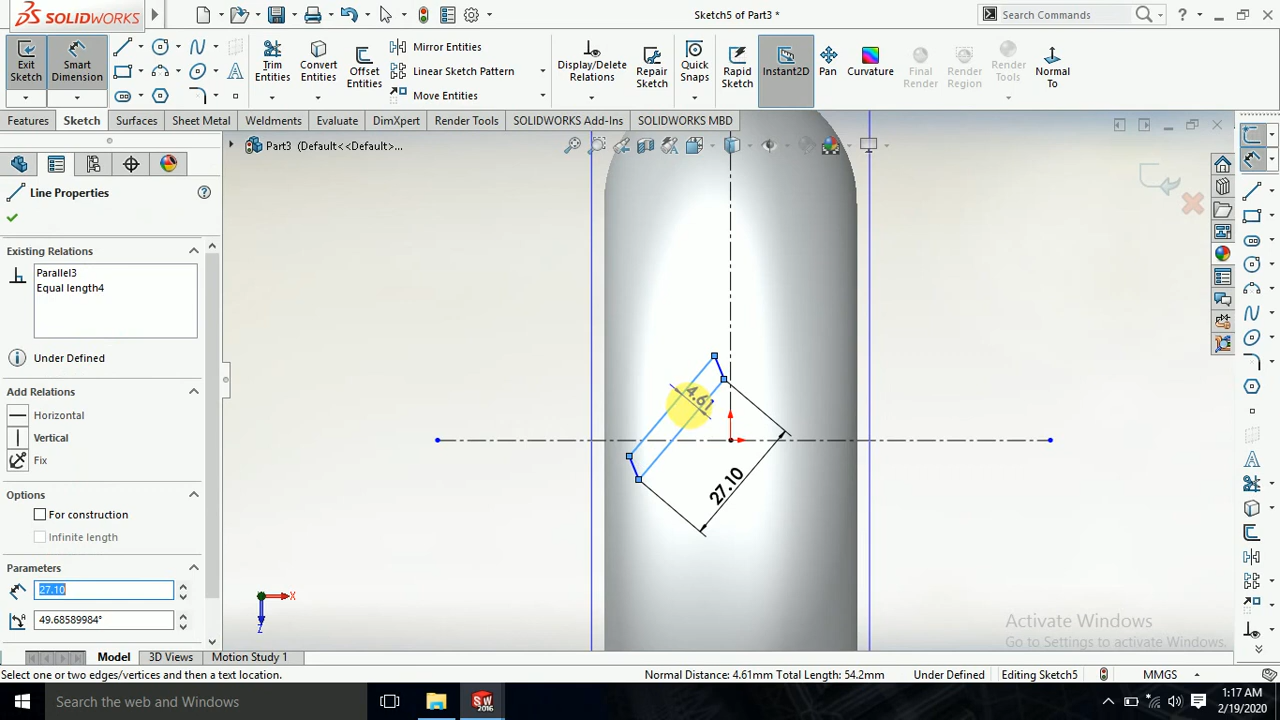 SOLIDWORKS
Sketch5 of Part3 *
Search Commands
?
Exit Sketch
Smart Dimension
Trim Entities
Convert Entities
Offset Entities
Mirror Entities
Linear Sketch Pattern
Move Entities
Display/Delete Relations
Repair Sketch
Quick Snaps
Rapid Sketch
Instant2D
Pan
Curvature
Final Render
Render Region
Render Tools
Normal To
Features
Sketch
Surfaces
Sheet Metal
Weldments
Evaluate
DimXpert
Render Tools
SOLIDWORKS Add-Ins
SOLIDWORKS MBD
Part3 (Default<<Default>...
Line Properties
?
Existing Relations
Parallel3
Equal length4
Under Defined
Add Relations
Horizontal
Vertical
Fix
Options
For construction
Infinite length
Parameters
27.10
49.68589984°
4.61
27.10
X
Z
Activate Windows
Go to Settings to activate Windows.
Model
3D Views
Motion Study 1
Select one or two edges/vertices and then a text location.
Normal Distance: 4.61mm Total Length: 54.2mm
Under Defined
Editing Sketch5
MMGS
Search the web and Windows
SW
2016
1:17 AM
2/19/2020